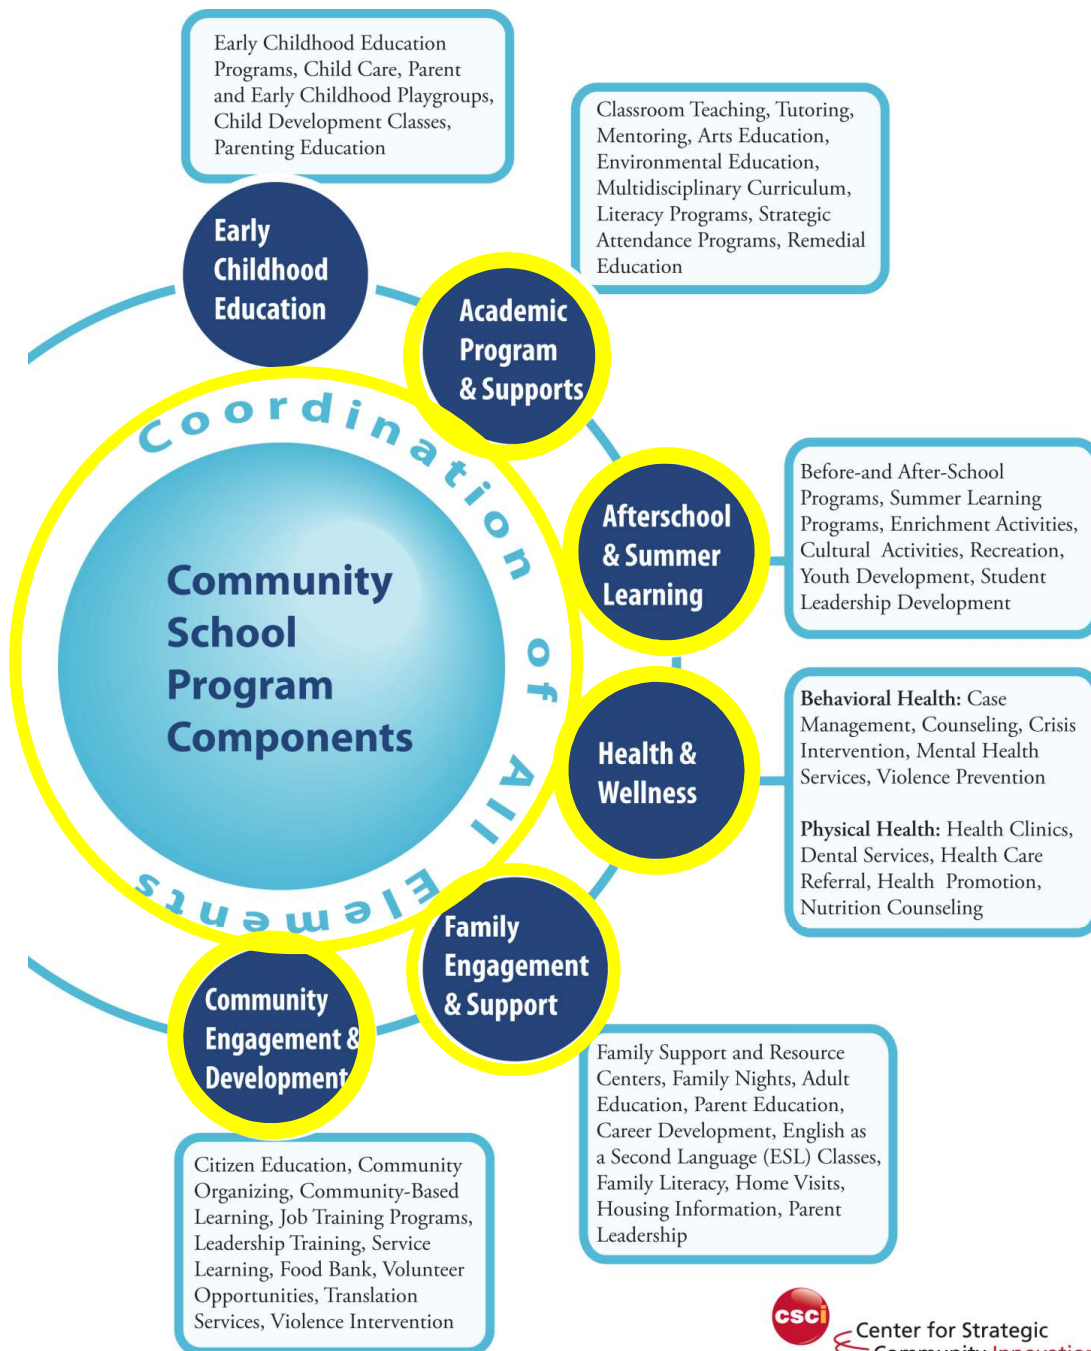 Early Childhood Education
Programs, Child Care, Parent
and Early Childhood Playgroups,
Child Development Classes,
Parenting Education
Classroom Teaching, Tutoring,
Mentoring, Arts Education,
Environmental Education,
Multidisciplinary Curriculum,
Literacy Programs, Strategic
Attendance Programs, Remedial
Education
Early
Childhood
Education
Academic
Program
& Supports
Coordination of All Elements
Community
School
Program
Components
Afterschool
& Summer
Learning
Before-and After-School
Programs, Summer Learning
Programs, Enrichment Activities,
Cultural Activities, Recreation,
Youth Development, Student
Leadership Development
Health &
Wellness
Behavioral Health: Case
Management, Counseling, Crisis
Intervention, Mental Health
Services, Violence Prevention
Physical Health: Health Clinics,
Dental Services, Health Care
Referral, Health Promotion,
Nutrition Counseling
Family
Engagement
& Support
Community
Engagement &
Development
Family Support and Resource
Centers, Family Nights, Adult
Education, Parent Education,
Career Development, English as
a Second Language (ESL) Classes,
Family Literacy, Home Visits,
Housing Information, Parent
Leadership
Citizen Education, Community
Organizing, Community-Based
Learning, Job Training Programs,
Leadership Training, Service
Learning, Food Bank, Volunteer
Opportunities, Translation
Services, Violence Intervention
csci
Center for Strategic
Community Innovation